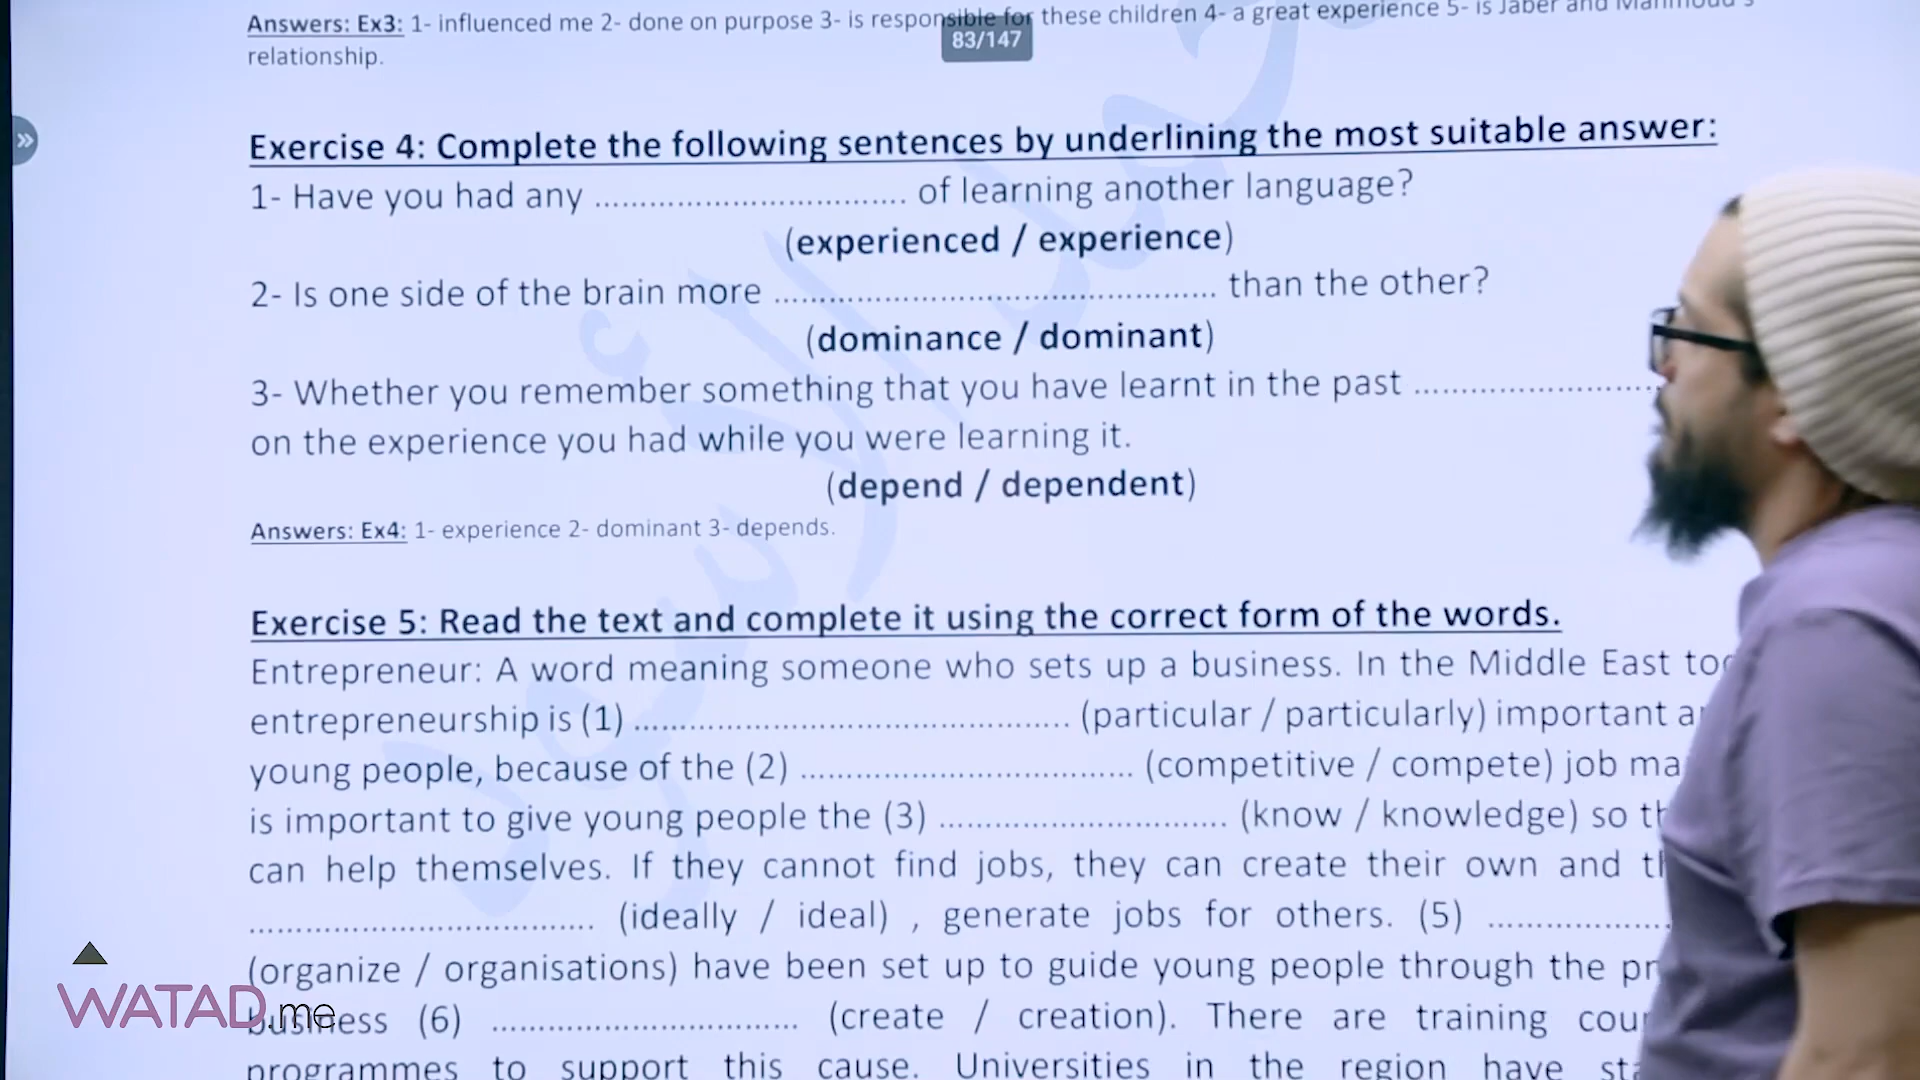 Answers: Ex3: 1- influenced me 2- done on purpose 3- is responsible for these children 4- a great experience 5- is Jaber and Mahmoud's
83/147
relationship.
Exercise 4: Complete the following sentences by underlining the most suitable answer:
1- Have you had any ................................. of learning another language?
(experienced / experience)
2- Is one side of the brain more .............................................. than the other?
(dominance / dominant)
3- Whether you remember something that you have learnt in the past .........................
on the experience you had while you were learning it.
(depend / dependent)
Answers: Ex4: 1- experience 2- dominant 3- depends.
Exercise 5: Read the text and complete it using the correct form of the words.
Entrepreneur: A word meaning someone who sets up a business. In the Middle East
entrepreneurship is (1) .............................................. (particular / particularly) important
young people, because of the (2) ................................... (competitive / compete) job
is important to give young people the (3) .............................. (know / knowledge) so
can help themselves. If they cannot find jobs, they can create their own and
.................................... (ideally / ideal) , generate jobs for others. (5) ...................
(organize / organisations) have been set up to guide young people through the
business (6) ................................ (create / creation). There are training
programmes to support this cause. Universities in the region have
WATAD.me